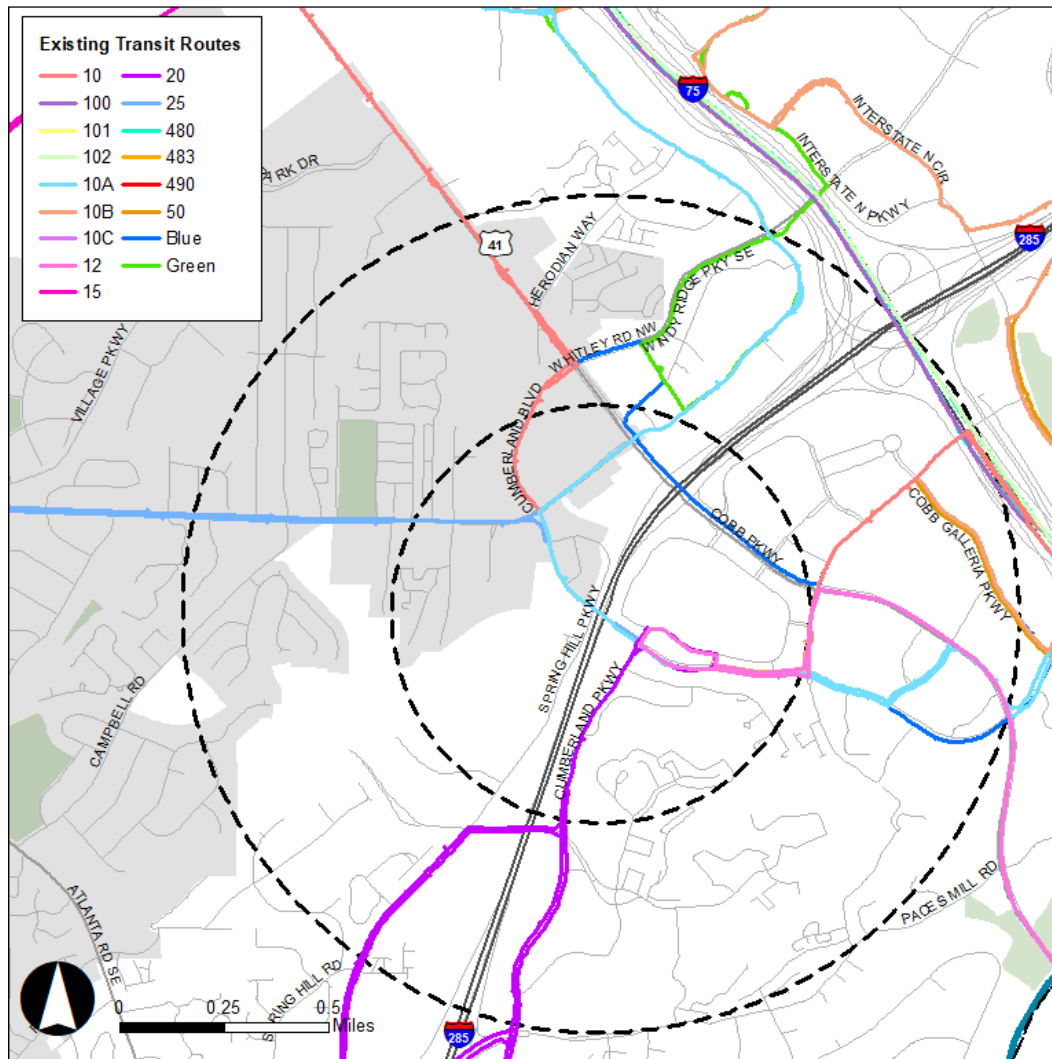 Existing Transit Routes
10 20
100 25
101 480
102 483
10A 490
10B 50
10C Blue
12 Green
15
75
INTERSTATE N CIR
INTERSTATE N PKWY
RK DR
285
41
HERODIAN WAY
WINDY RIDGE PKY SE
WHITLEY RD NW
VILLAGE PKWY
CUMBERLAND BLVD
COBB PKWY
COBB GALLERIA PKWY
SPRING HILL PKWY
CAMPBELL RD
CUMBERLAND PKWY
PACES MILL RD
ATLANTA RD SE
SPRING HILL RD
0 0.25 0.5
Miles
285